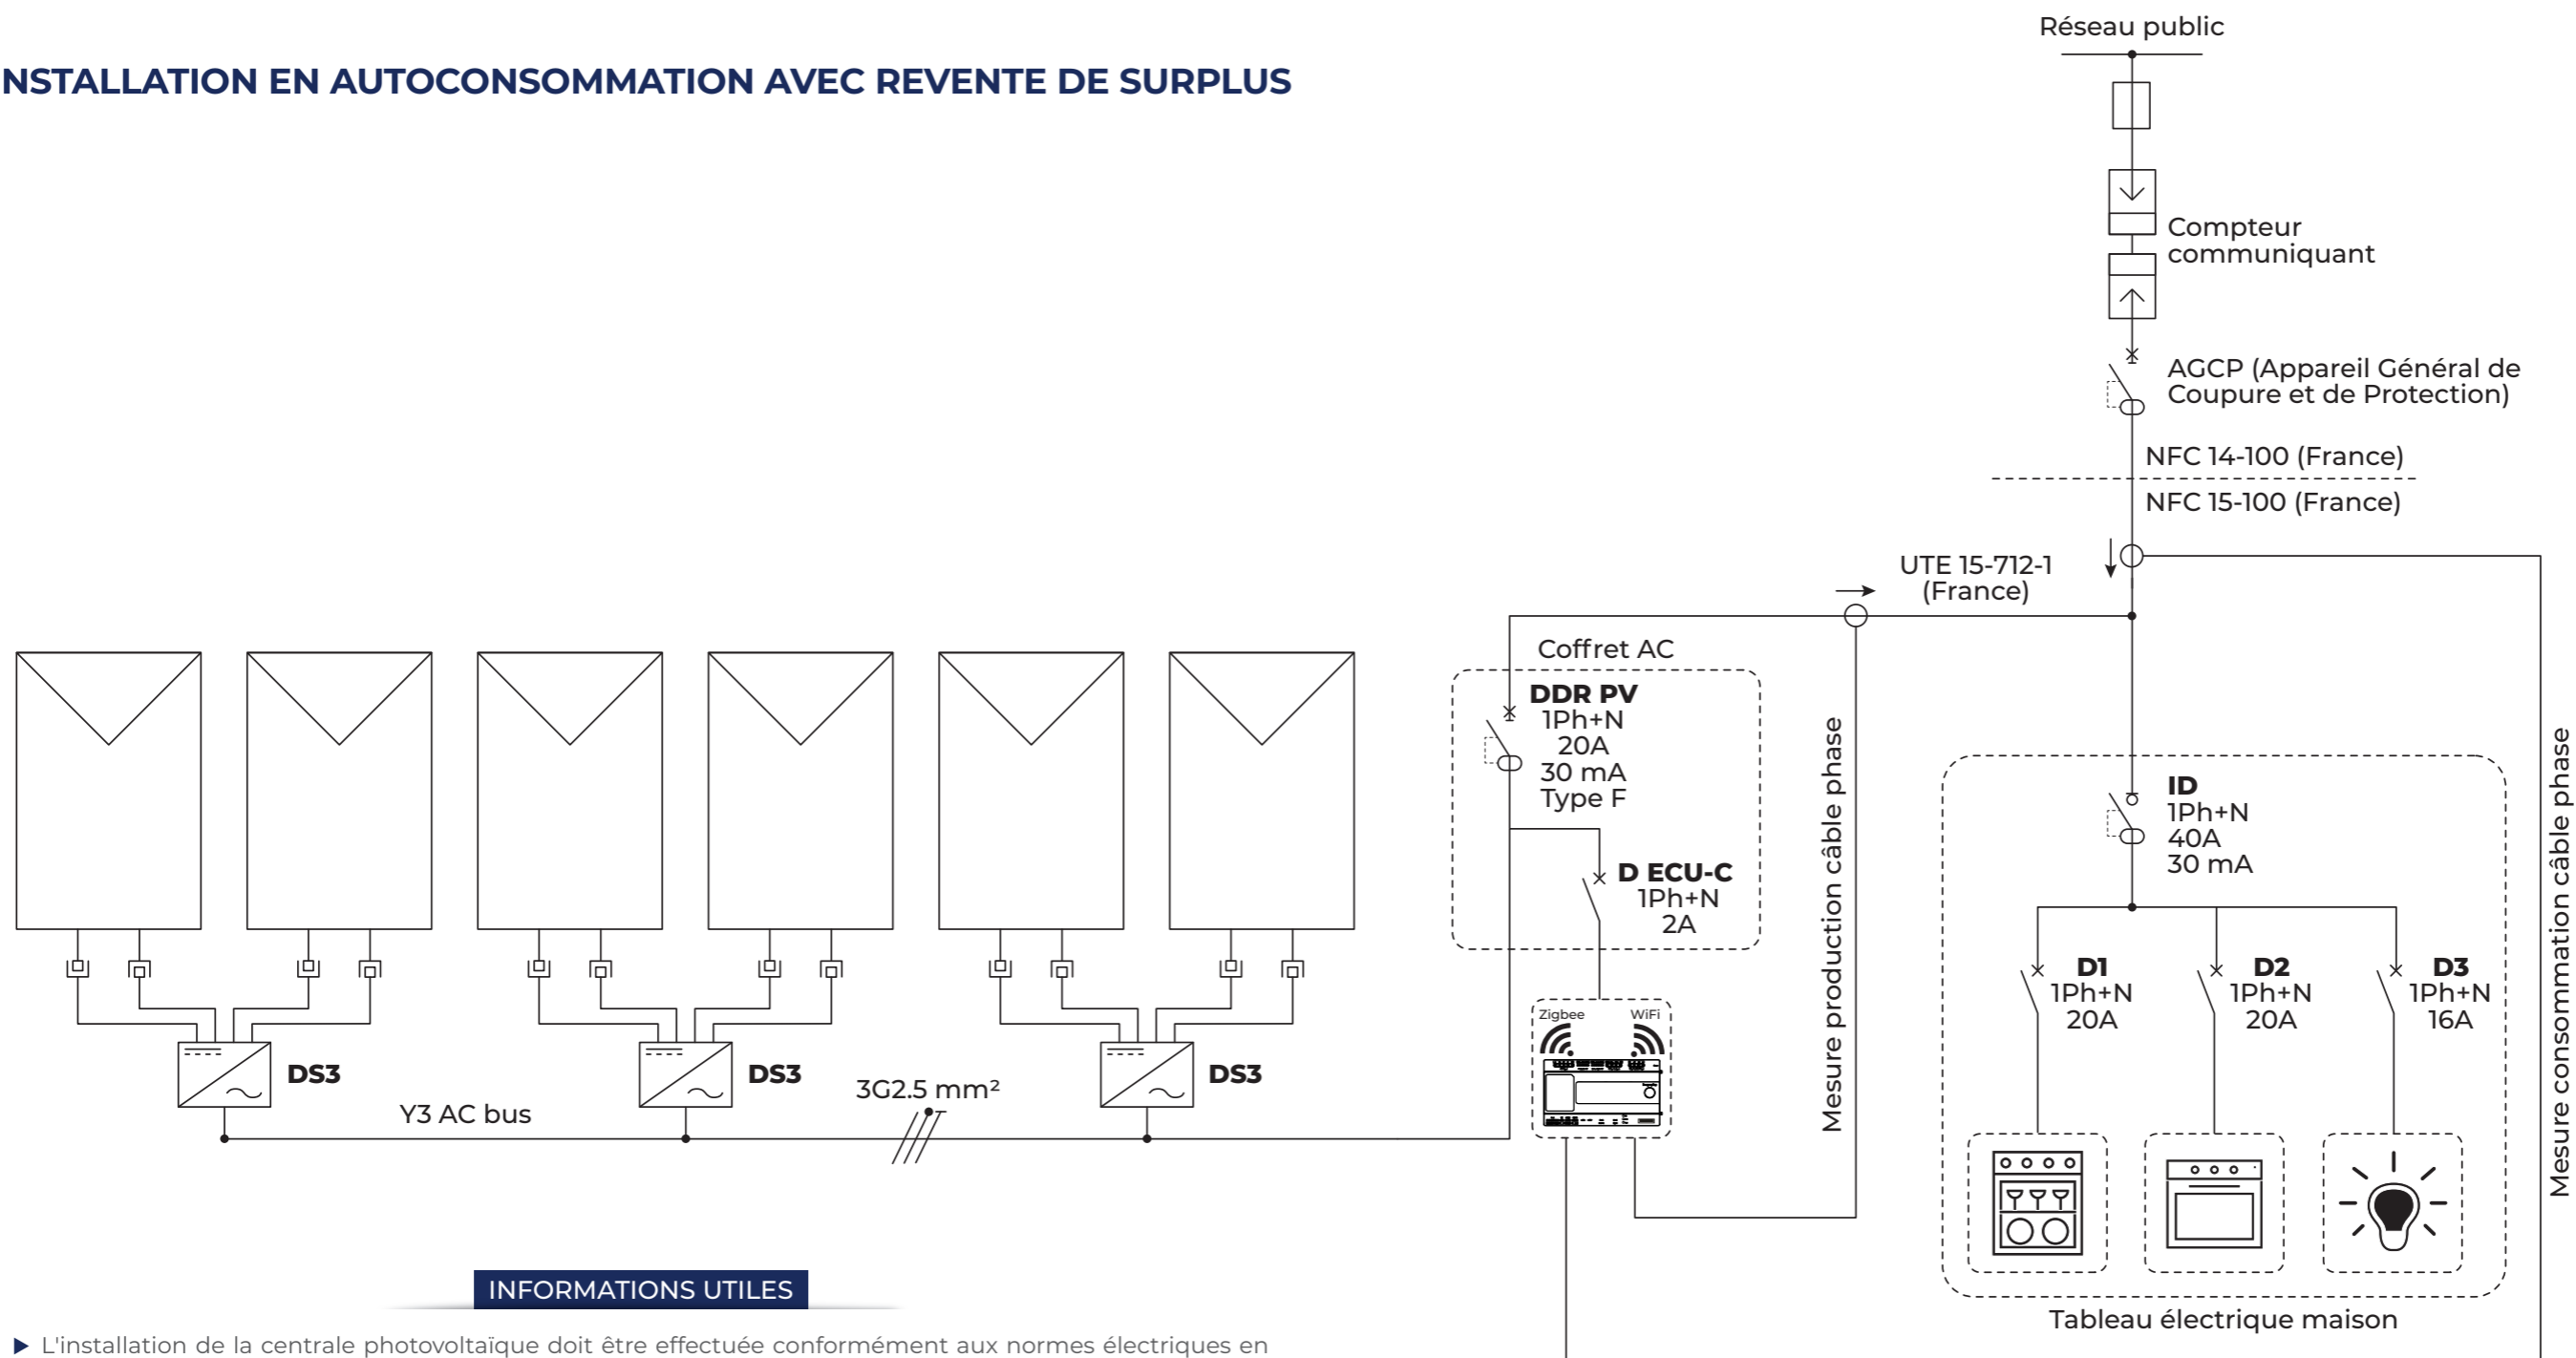 Réseau public
NSTALLATION EN AUTOCONSOMMATION AVEC REVENTE DE SURPLUS
Compteur
communiquant
AGCP (Appareil Général de
Coupure et de Protection)
NFC 14-100 (France)
NFC 15-100 (France)
UTE 15-712-1
(France)
Coffret AC
DDR PV
1Ph+N
20A
30 mA
Type F
D ECU-C
1Ph+N
2A
Zigbee
WiFi
Mesure production câble phase
Mesure consommation câble phase
ID
1Ph+N
40A
30 mA
D1
1Ph+N
20A
D2
1Ph+N
20A
D3
1Ph+N
16A
Tableau électrique maison
DS3
DS3
DS3
Y3 AC bus
3G2.5 mm²
INFORMATIONS UTILES
▶ L'installation de la centrale photovoltaïque doit être effectuée conformément aux normes électriques en